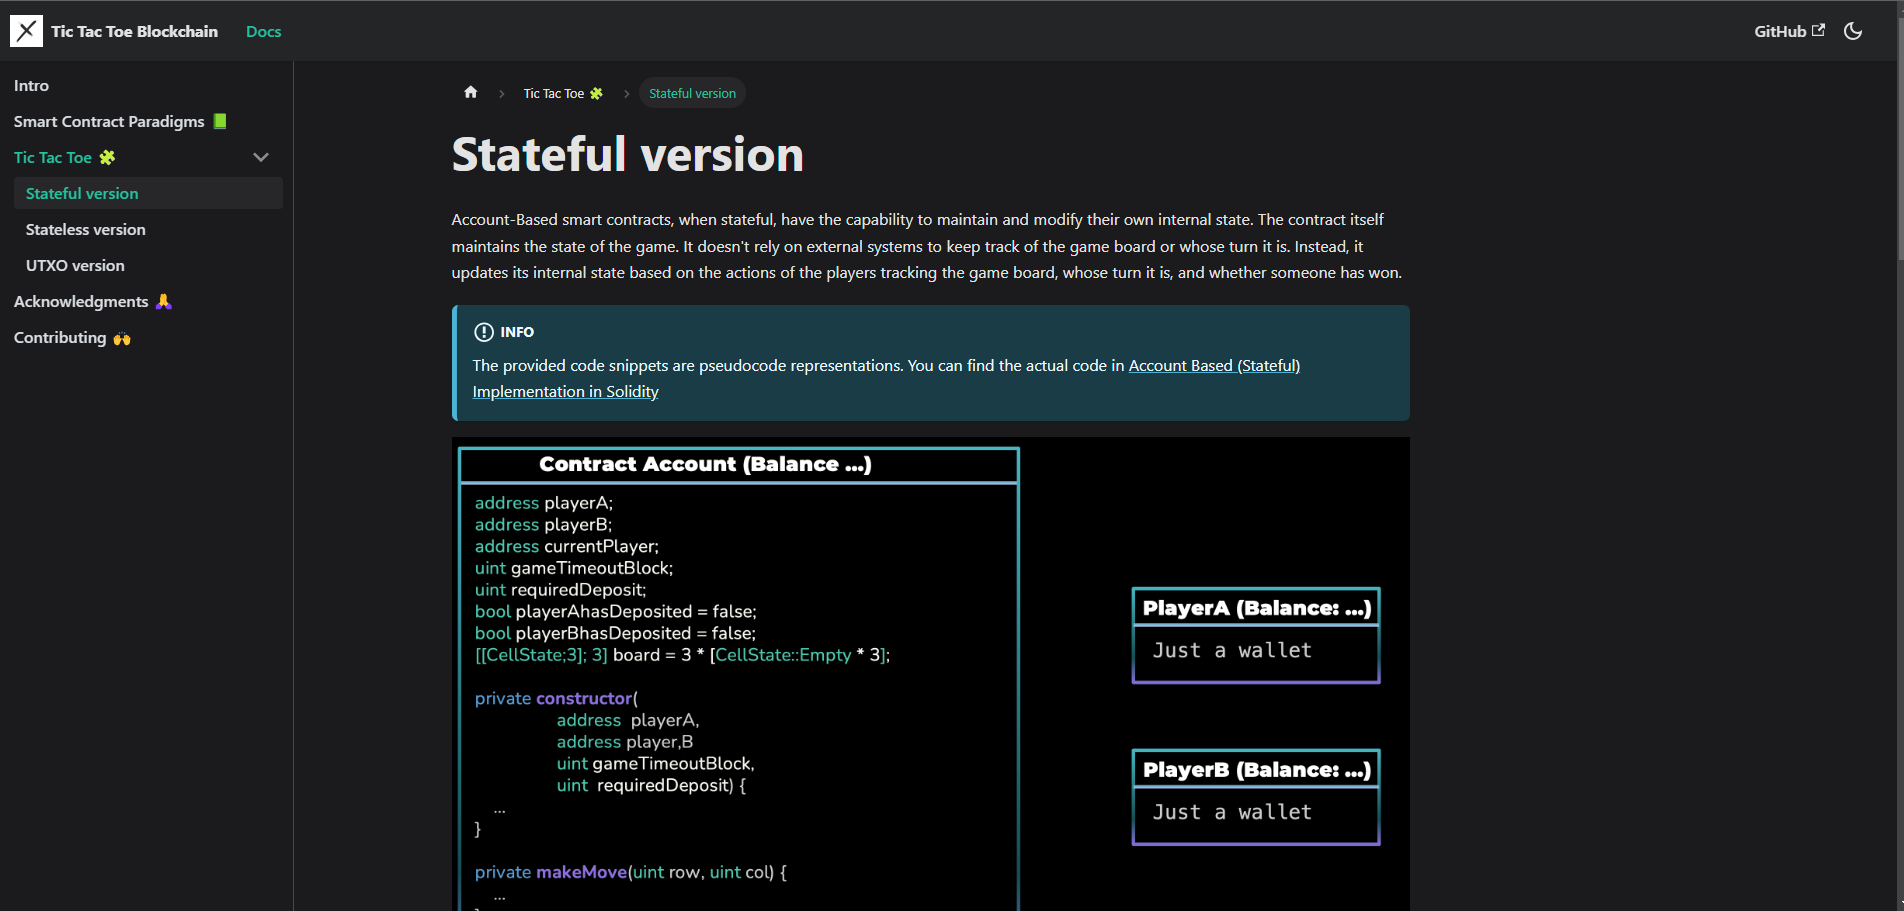 Tic Tac Toe Blockchain
Docs
GitHub
Intro
Smart Contract Paradigms
Tic Tac Toe
Stateful version
Stateless version
UTXO version
Acknowledgments
Contributing
Tic Tac Toe
Stateful version
Stateful version
Account-Based smart contracts, when stateful, have the capability to maintain and modify their own internal state. The contract itself
maintains the state of the game. It doesn't rely on external systems to keep track of the game board or whose turn it is. Instead, it
updates its internal state based on the actions of the players tracking the game board, whose turn it is, and whether someone has won.
INFO
The provided code snippets are pseudocode representations. You can find the actual code in Account Based (Stateful)
Implementation in Solidity
Contract Account (Balance ...)
address playerA;
address playerB;
address currentPlayer;
uint gameTimeoutBlock;
uint requiredDeposit;
bool playerAhasDeposited = false;
bool playerBhasDeposited = false;
[[CellState;3]; 3] board = 3 * [CellState::Empty * 3];
private constructor(
address playerA,
address player,B
uint gameTimeoutBlock,
uint requiredDeposit) {
...
}
private makeMove(uint row, uint col) {
...
PlayerA (Balance: ...)
Just a wallet
PlayerB (Balance: ...)
Just a wallet